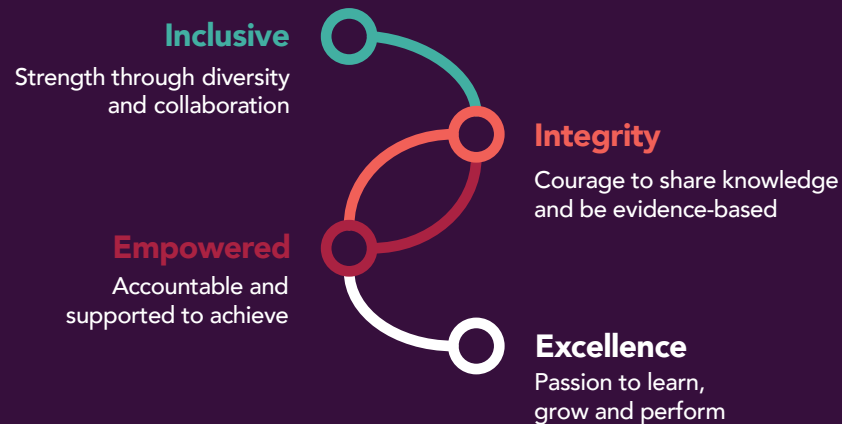 Inclusive
Strength through diversity
and collaboration
Integrity
Courage to share knowledge
and be evidence-based
Empowered
Accountable and
supported to achieve
Excellence
Passion to learn,
grow and perform